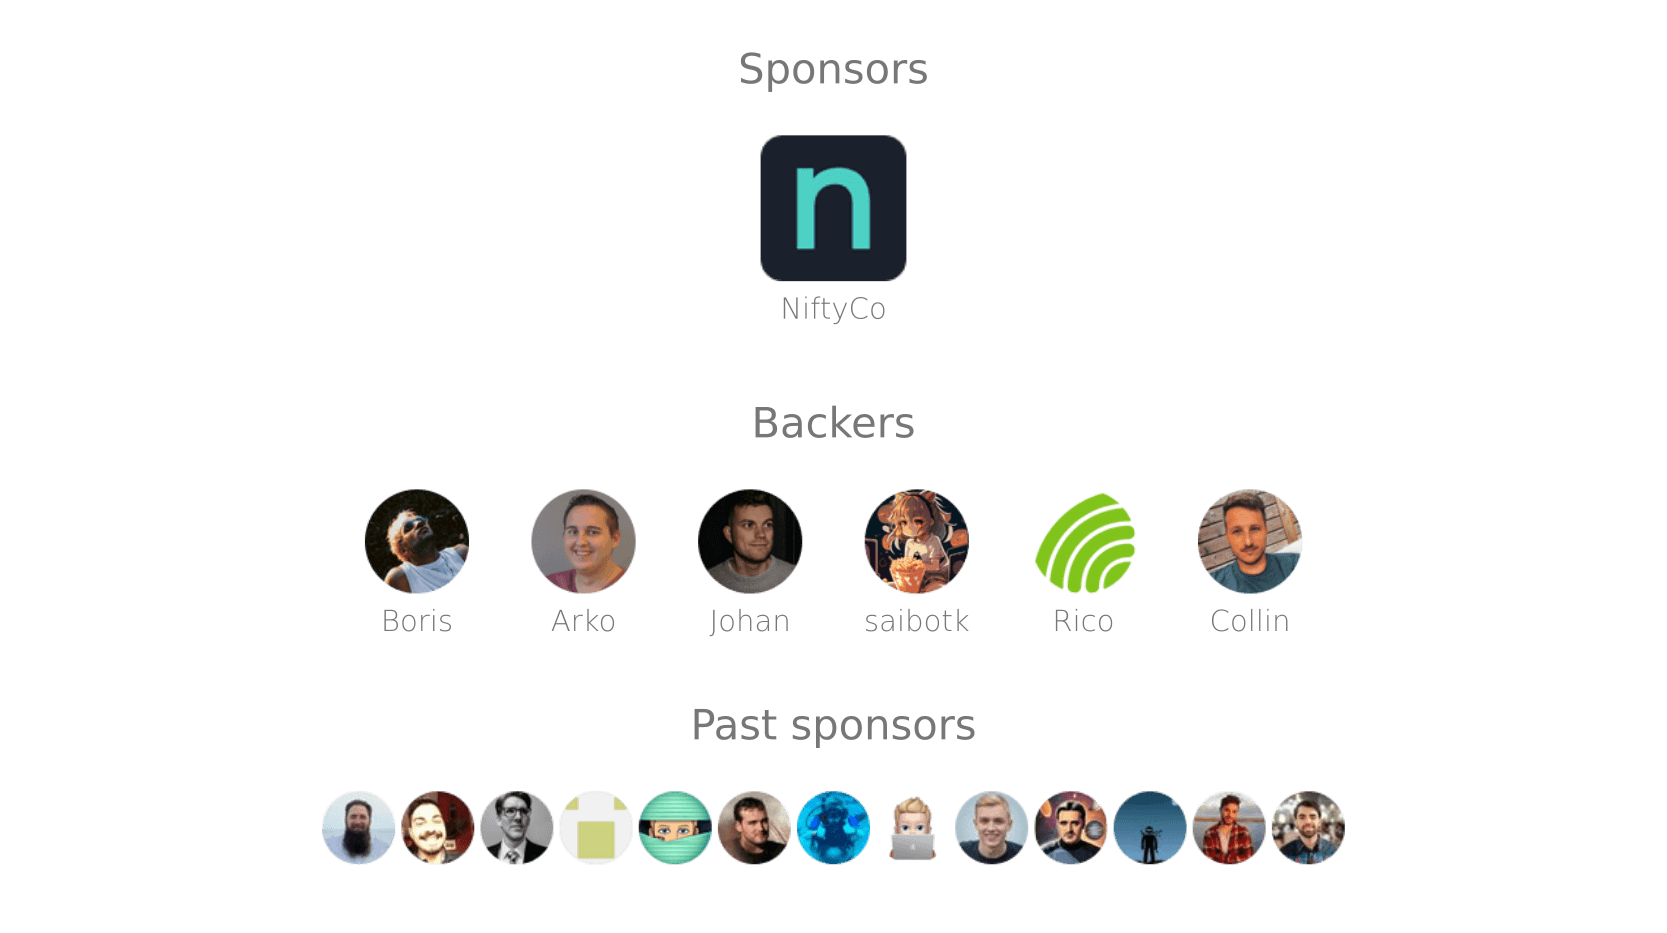 Sponsors
n
NiftyCo
Backers
Boris Arko Johan saibotk Rico Collin
Past sponsors